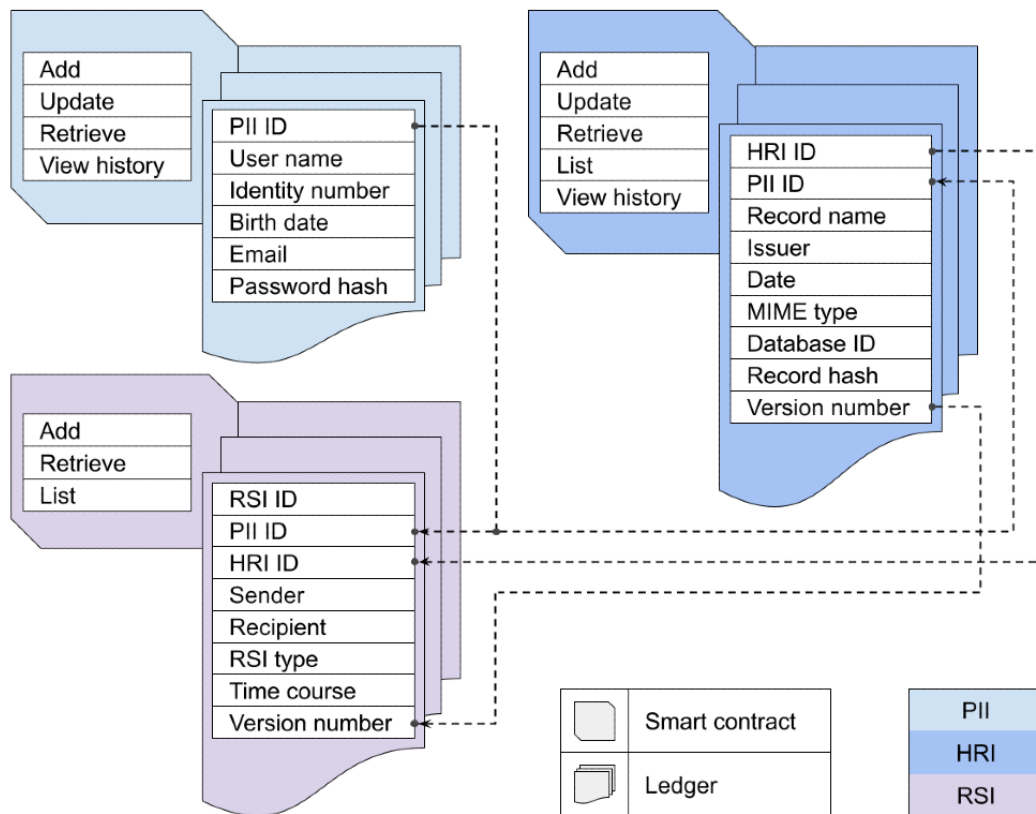 Add
Update
Retrieve
View history
PII ID
User name
Identity number
Birth date
Email
Password hash
Add
Update
Retrieve
List
View history
HRI ID
PII ID
Record name
Issuer
Date
MIME type
Database ID
Record hash
Version number
Add
Retrieve
List
RSI ID
PII ID
HRI ID
Sender
Recipient
RSI type
Time course
Version number
Smart contract
Ledger
PII
HRI
RSI